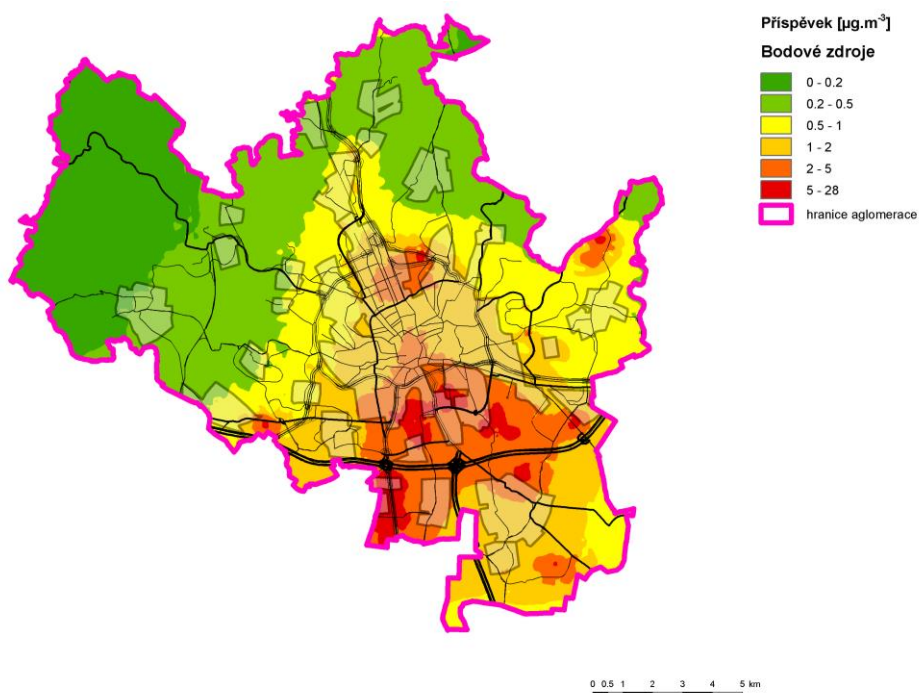 Příspěvek [µg.m⁻³]
Bodové zdroje
0 - 0.2
0.2 - 0.5
0.5 - 1
1 - 2
2 - 5
5 - 28
hranice aglomerace
0 0.5 1 2 3 4 5 km